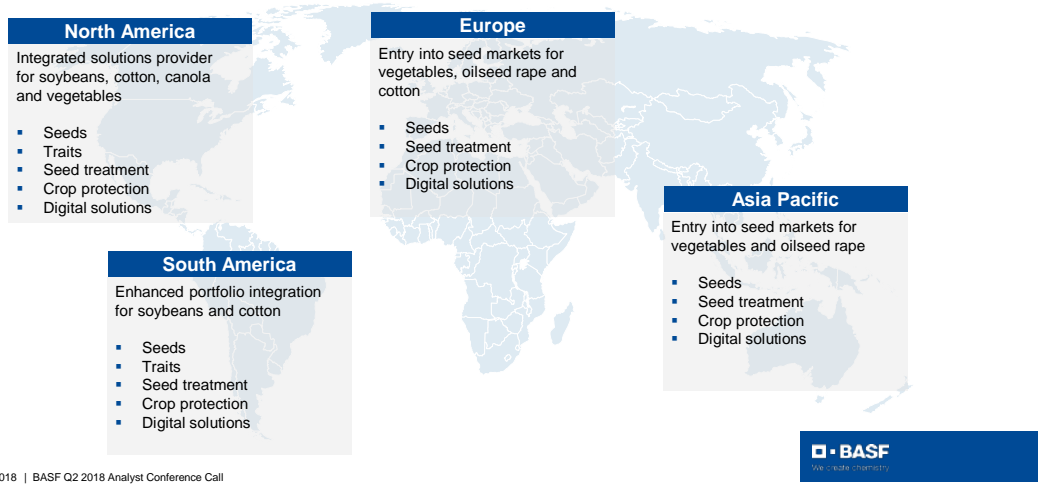 North America
Integrated solutions provider
for soybeans, cotton, canola
and vegetables
▪ Seeds
▪ Traits
▪ Seed treatment
▪ Crop protection
▪ Digital solutions
Europe
Entry into seed markets for
vegetables, oilseed rape and
cotton
▪ Seeds
▪ Seed treatment
▪ Crop protection
▪ Digital solutions
Asia Pacific
Entry into seed markets for
vegetables and oilseed rape
▪ Seeds
▪ Seed treatment
▪ Crop protection
▪ Digital solutions
South America
Enhanced portfolio integration
for soybeans and cotton
▪ Seeds
▪ Traits
▪ Seed treatment
▪ Crop protection
▪ Digital solutions
018 | BASF Q2 2018 Analyst Conference Call
BASF
We create chemistry